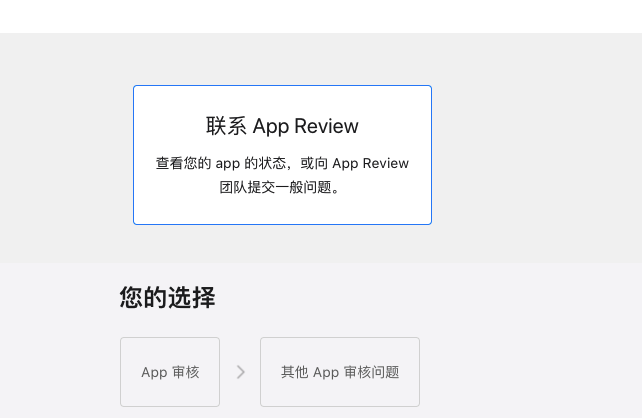 联系 App Review
查看您的 app 的状态，或向 App Review
团队提交一般问题。
您的选择
App 审核
其他 App 审核问题